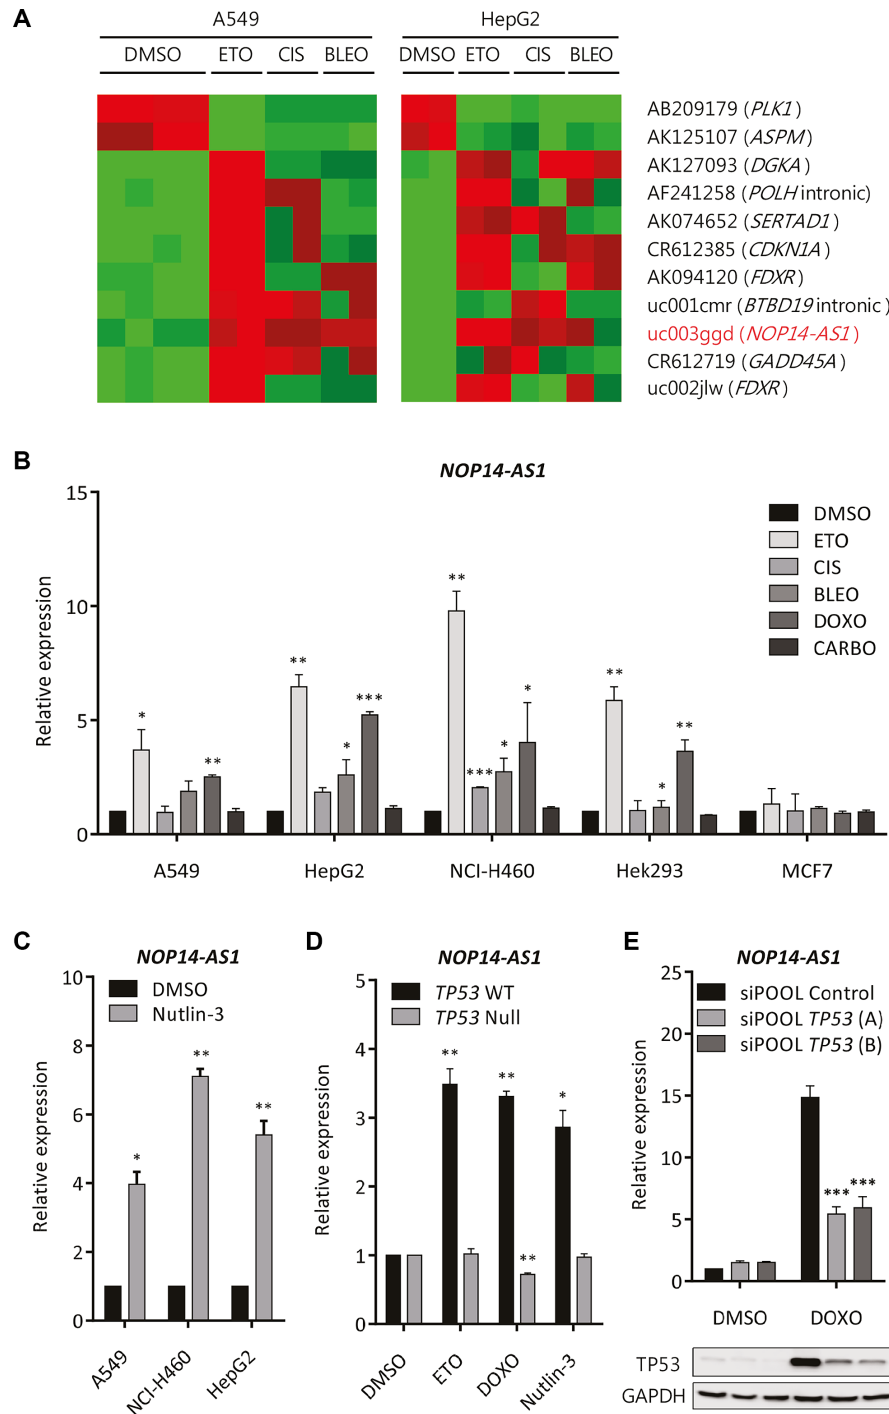 A
A549
HepG2
DMSO ETO CIS BLEO
DMSO ETO CIS BLEO
AB209179 (PLK1)
AK125107 (ASPM)
AK127093 (DGKA)
AF241258 (POLH intronic)
AK074652 (SERTAD1)
CR612385 (CDKN1A)
AK094120 (FDXR)
uc001cmr (BTBD19 intronic)
uc003ggd (NOP14-AS1)
CR612719 (GADD45A)
uc002jlw (FDXR)
B
NOP14-AS1
Relative expression
15
10
5
0
DMSO
ETO
CIS
BLEO
DOXO
CARBO
* **
** * ***
** *** * *
** * **
A549 HepG2 NCI-H460 Hek293 MCF7
C
NOP14-AS1
Relative expression
10
8
6
4
2
0
DMSO
Nutlin-3
* ** **
A549 NCI-H460 HepG2
D
NOP14-AS1
Relative expression
5
4
3
2
1
0
TP53 WT
TP53 Null
** ** ** *
DMSO ETO DOXO Nutlin-3
E
NOP14-AS1
Relative expression
25
20
15
10
5
0
siPOOL Control
siPOOL TP53 (A)
siPOOL TP53 (B)
*** ***
DMSO DOXO
TP53
GAPDH